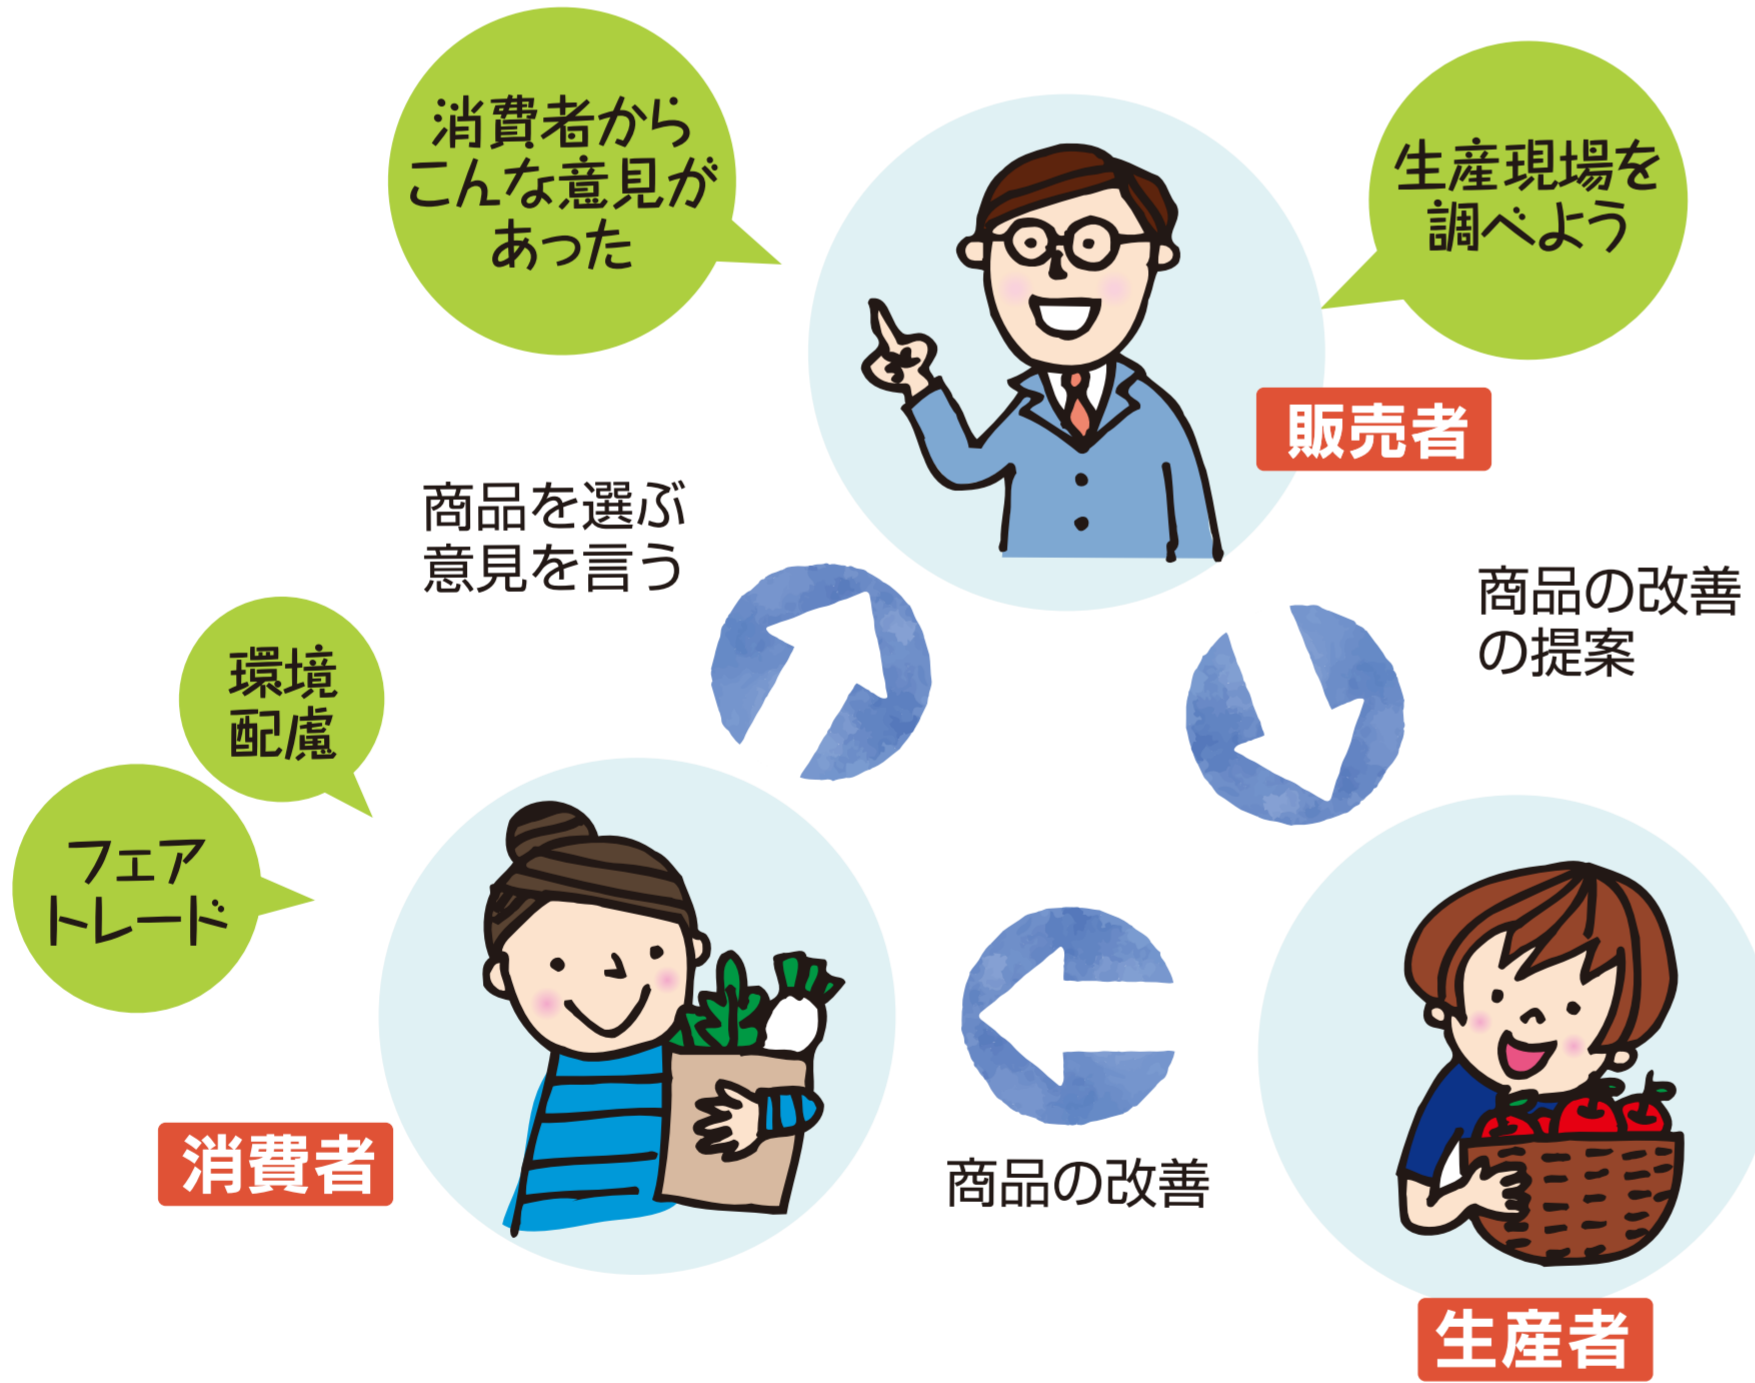 消費者から
こんな意見が
あった
生産現場を
調べよう
販売者
商品を選ぶ
意見を言う
商品の改善
の提案
環境
配慮
フェア
トレード
消費者
商品の改善
生産者